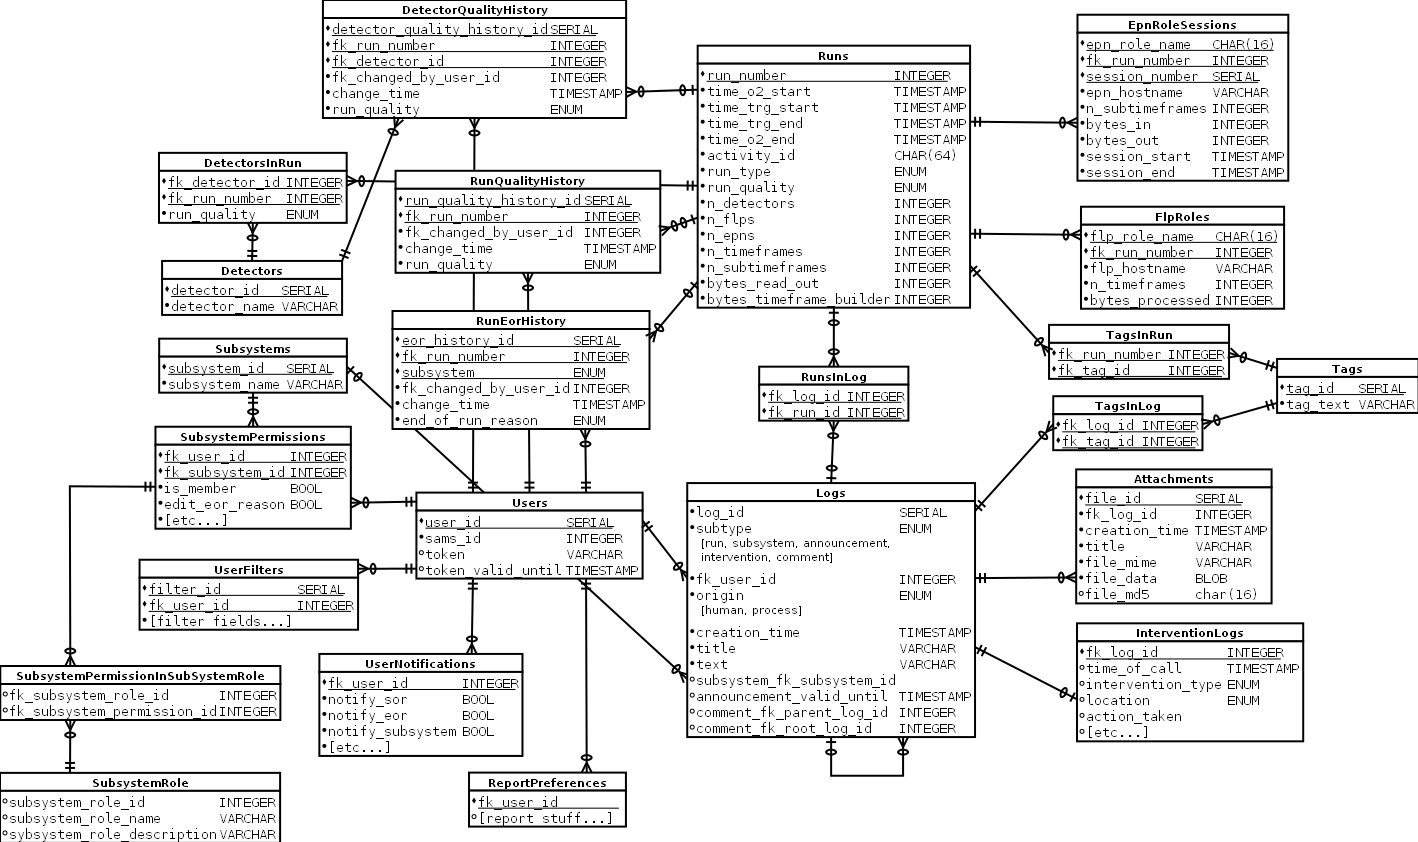 DetectorQualityHistory
detector_quality_history_id SERIAL
fk_run_number INTEGER
fk_detector_id INTEGER
fk_changed_by_user_id INTEGER
change_time TIMESTAMP
run_quality ENUM
Runs
run_number INTEGER
time_o2_start TIMESTAMP
time_trg_start TIMESTAMP
time_trg_end TIMESTAMP
time_o2_end TIMESTAMP
activity_id CHAR(64)
run_type ENUM
run_quality ENUM
n_detectors INTEGER
n_flps INTEGER
n_epns INTEGER
n_timeframes INTEGER
n_subtimeframes INTEGER
bytes_read_out INTEGER
bytes_timeframe_builder INTEGER
EpnRoleSessions
epn_role_name CHAR(16)
fk_run_number INTEGER
session_number SERIAL
epn_hostname VARCHAR
n_subtimeframes INTEGER
bytes_in INTEGER
bytes_out INTEGER
session_start TIMESTAMP
session_end TIMESTAMP
DetectorsInRun
fk_detector_id INTEGER
fk_run_number INTEGER
run_quality ENUM
RunQualityHistory
run_quality_history_id SERIAL
fk_run_number INTEGER
fk_changed_by_user_id INTEGER
change_time TIMESTAMP
run_quality ENUM
FlpRoles
flp_role_name CHAR(16)
fk_run_number INTEGER
flp_hostname VARCHAR
n_timeframes INTEGER
bytes_processed INTEGER
Detectors
detector_id SERIAL
detector_name VARCHAR
RunEorHistory
eor_history_id SERIAL
fk_run_number INTEGER
subsystem ENUM
fk_changed_by_user_id INTEGER
change_time TIMESTAMP
end_of_run_reason ENUM
TagsInRun
fk_run_number INTEGER
fk_tag_id INTEGER
Subsystems
subsystem_id SERIAL
subsystem_name VARCHAR
RunsInLog
fk_log_id INTEGER
fk_run_id INTEGER
Tags
tag_id SERIAL
tag_text VARCHAR
TagsInLog
fk_log_id INTEGER
fk_tag_id INTEGER
SubsystemPermissions
fk_user_id INTEGER
fk_subsystem_id INTEGER
is_member BOOL
edit_eor_reason BOOL
[etc...]
Users
user_id SERIAL
sams_id INTEGER
token VARCHAR
token_valid_until TIMESTAMP
Logs
log_id SERIAL
subtype ENUM
[run, subsystem, announcement,
intervention, comment]
fk_user_id INTEGER
origin ENUM
[human, process]
creation_time TIMESTAMP
title VARCHAR
text VARCHAR
subsystem_fk_subsystem_id
announcement_valid_until TIMESTAMP
comment_fk_parent_log_id INTEGER
comment_fk_root_log_id INTEGER
Attachments
file_id SERIAL
fk_log_id INTEGER
creation_time TIMESTAMP
title VARCHAR
file_mime VARCHAR
file_data BLOB
file_md5 char(16)
UserFilters
filter_id SERIAL
fk_user_id INTEGER
[filter fields...]
InterventionLogs
fk_log_id INTEGER
time_of_call TIMESTAMP
intervention_type ENUM
location ENUM
action_taken
[etc...]
UserNotifications
fk_user_id INTEGER
notify_sor BOOL
notify_eor BOOL
notify_subsystem BOOL
[etc...]
SubsystemPermissionInSubSystemRole
fk_subsystem_role_id INTEGER
fk_subsystem_permission_id INTEGER
ReportPreferences
fk_user_id
[report stuff...]
SubsystemRole
subsystem_role_id INTEGER
subsystem_role_name VARCHAR
sybsystem_role_description VARCHAR